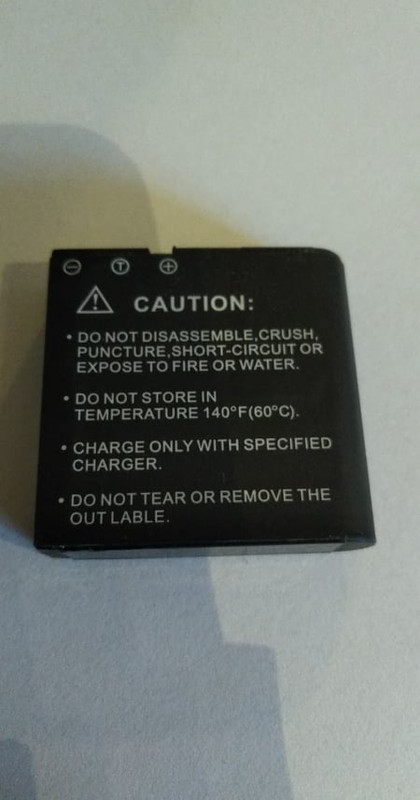 ⊖ Ⓣ ⊕
CAUTION:
• DO NOT DISASSEMBLE,CRUSH,
PUNCTURE,SHORT-CIRCUIT OR
EXPOSE TO FIRE OR WATER.
• DO NOT STORE IN
TEMPERATURE 140°F(60°C).
• CHARGE ONLY WITH SPECIFIED
CHARGER.
• DO NOT TEAR OR REMOVE THE
OUT LABLE.